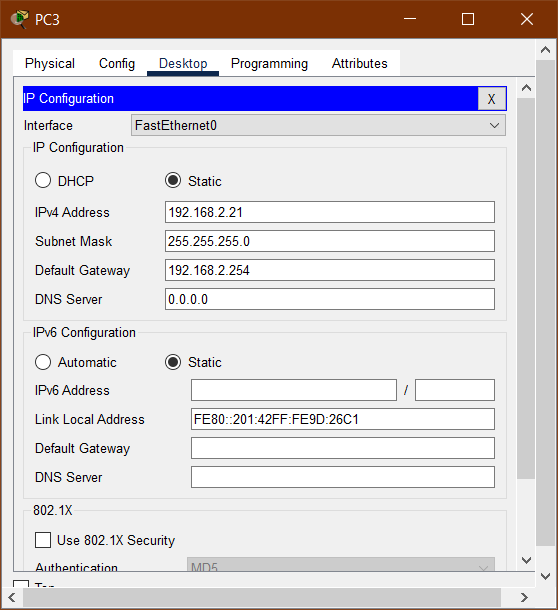 PC3
Physical Config Desktop Programming Attributes
IP Configuration X
Interface FastEthernet0
IP Configuration
DHCP Static
IPv4 Address 192.168.2.21
Subnet Mask 255.255.255.0
Default Gateway 192.168.2.254
DNS Server 0.0.0.0
IPv6 Configuration
Automatic Static
IPv6 Address /
Link Local Address FE80::201:42FF:FE9D:26C1
Default Gateway
DNS Server
802.1X
Use 802.1X Security
Authentication MD5
Top